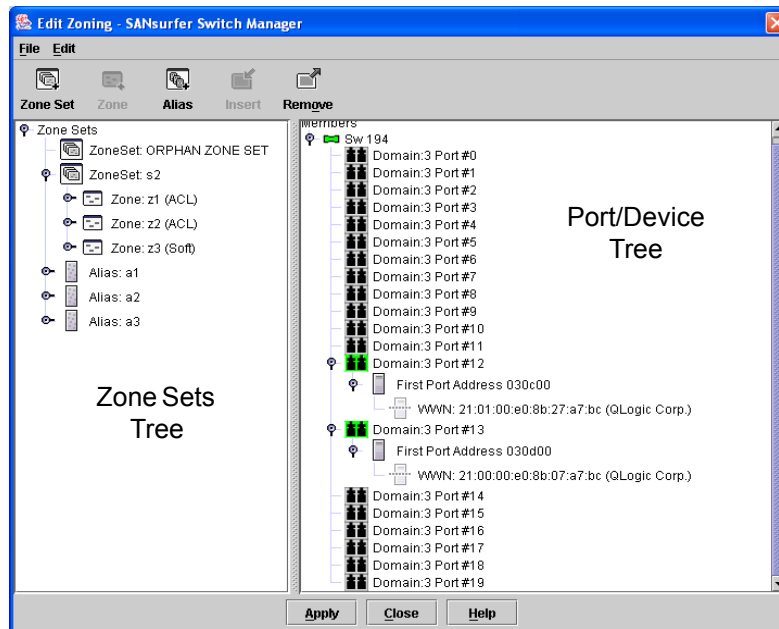 Edit Zoning - SANsurfer Switch Manager
File Edit
Zone Set Zone Alias Insert Remove
Zone Sets
ZoneSet: ORPHAN ZONE SET
ZoneSet: s2
Zone: z1 (ACL)
Zone: z2 (ACL)
Zone: z3 (Soft)
Alias: a1
Alias: a2
Alias: a3
Zone Sets
Tree
Members
Sw 194
Domain:3 Port #0
Domain:3 Port #1
Domain:3 Port #2
Domain:3 Port #3
Domain:3 Port #4
Domain:3 Port #5
Domain:3 Port #6
Domain:3 Port #7
Domain:3 Port #8
Domain:3 Port #9
Domain:3 Port #10
Domain:3 Port #11
Domain:3 Port #12
First Port Address 030c00
WWN: 21:01:00:e0:8b:27:a7:bc (QLogic Corp.)
Domain:3 Port #13
First Port Address 030d00
WWN: 21:00:00:e0:8b:07:a7:bc (QLogic Corp.)
Domain:3 Port #14
Domain:3 Port #15
Domain:3 Port #16
Domain:3 Port #17
Domain:3 Port #18
Domain:3 Port #19
Port/Device
Tree
Apply Close Help